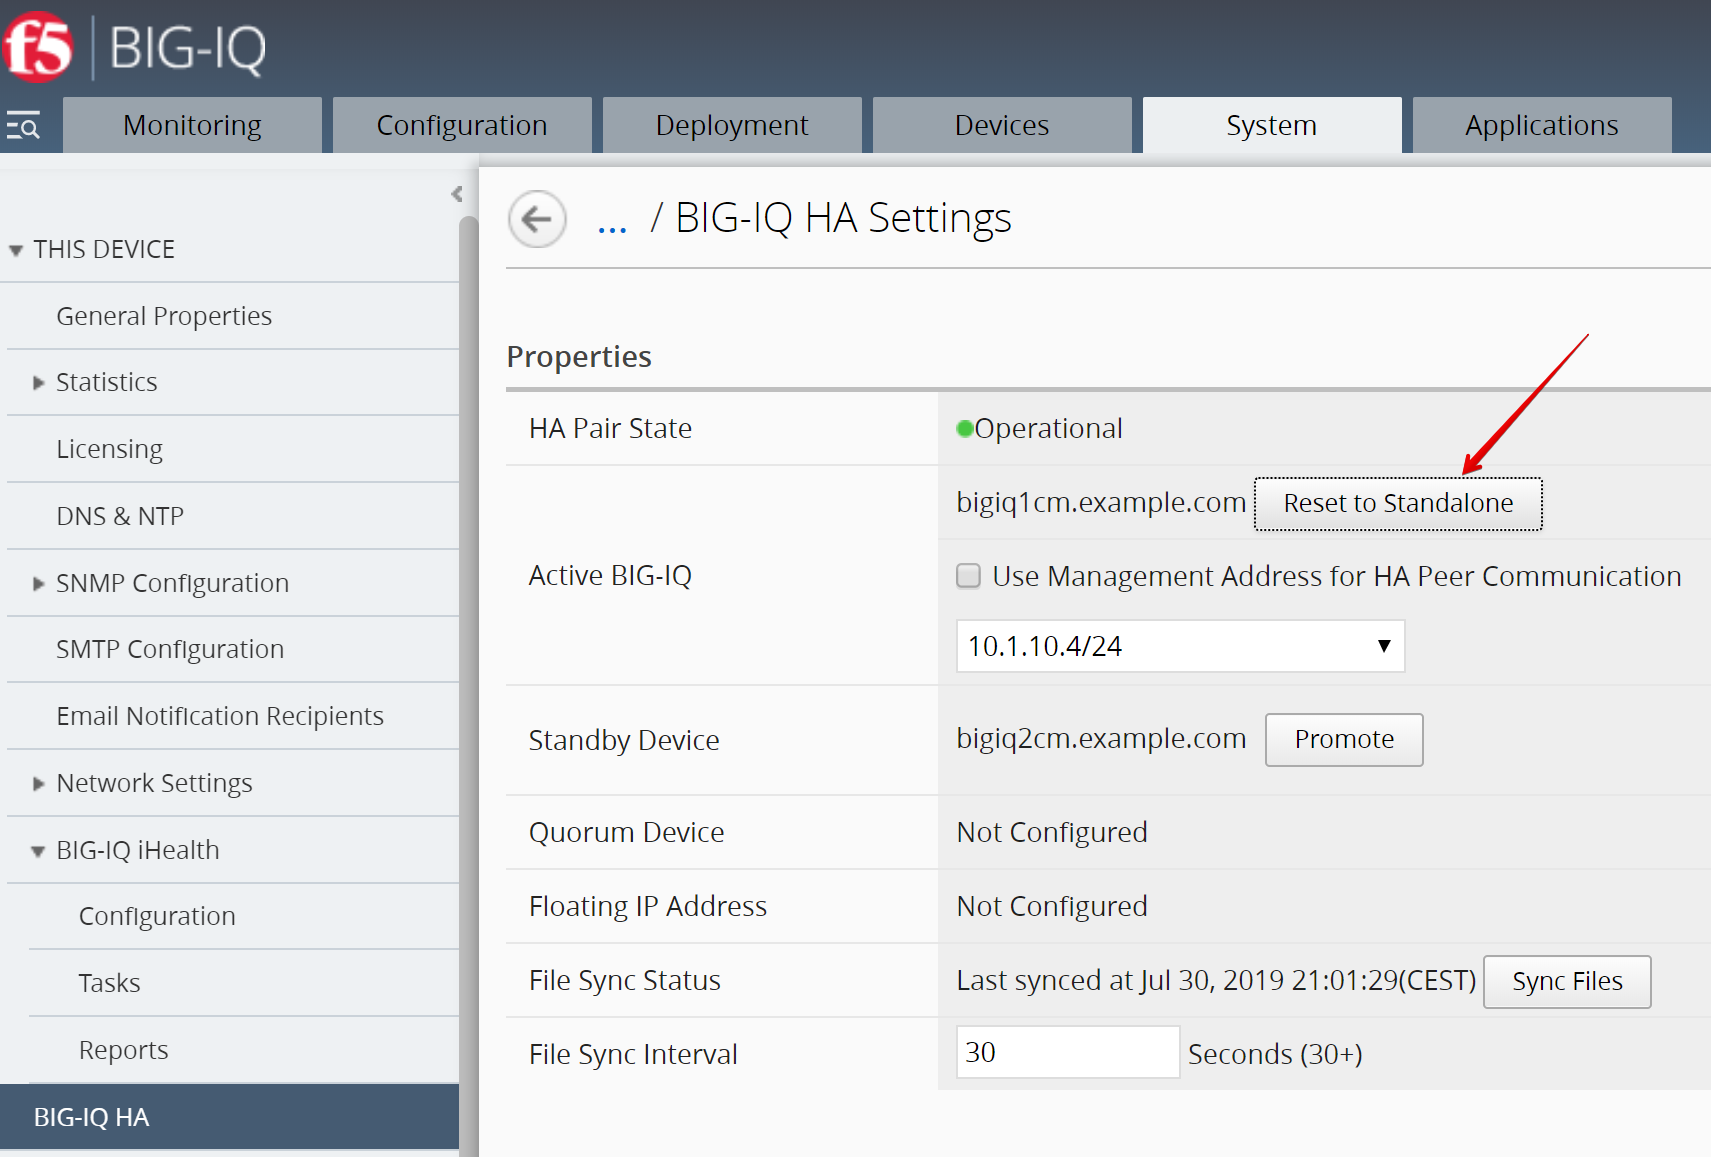 f5 BIG-IQ
Monitoring Configuration Deployment Devices System Applications
... / BIG-IQ HA Settings
THIS DEVICE
General Properties
Statistics
Licensing
DNS & NTP
SNMP Configuration
SMTP Configuration
Email Notification Recipients
Network Settings
BIG-IQ iHealth
Configuration
Tasks
Reports
BIG-IQ HA
Properties
HA Pair State Operational
Active BIG-IQ
bigiq1cm.example.com Reset to Standalone
Use Management Address for HA Peer Communication
10.1.10.4/24
Standby Device bigiq2cm.example.com Promote
Quorum Device Not Configured
Floating IP Address Not Configured
File Sync Status Last synced at Jul 30, 2019 21:01:29(CEST) Sync Files
File Sync Interval 30 Seconds (30+)